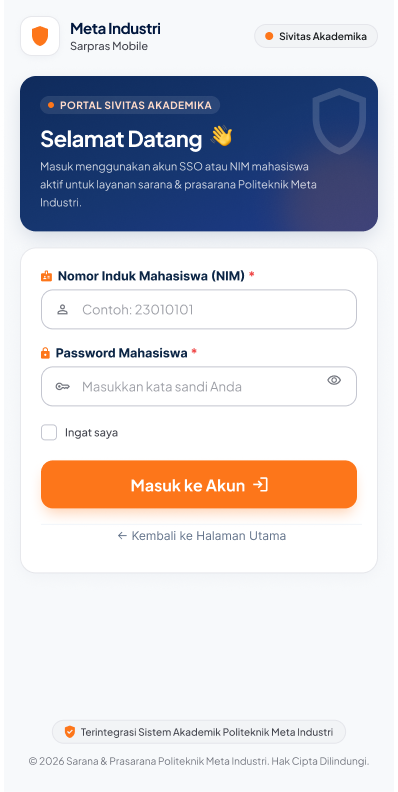 Meta Industri
Sarpras Mobile
Sivitas Akademika
PORTAL SIVITAS AKADEMIKA
Selamat Datang 👋
Masuk menggunakan akun SSO atau NIM mahasiswa
aktif untuk layanan sarana & prasarana Politeknik Meta
Industri.
Nomor Induk Mahasiswa (NIM) *
Contoh: 23010101
Password Mahasiswa *
Masukkan kata sandi Anda
Ingat saya
Masuk ke Akun
← Kembali ke Halaman Utama
Terintegrasi Sistem Akademik Politeknik Meta Industri
© 2026 Sarana & Prasarana Politeknik Meta Industri. Hak Cipta Dilindungi.